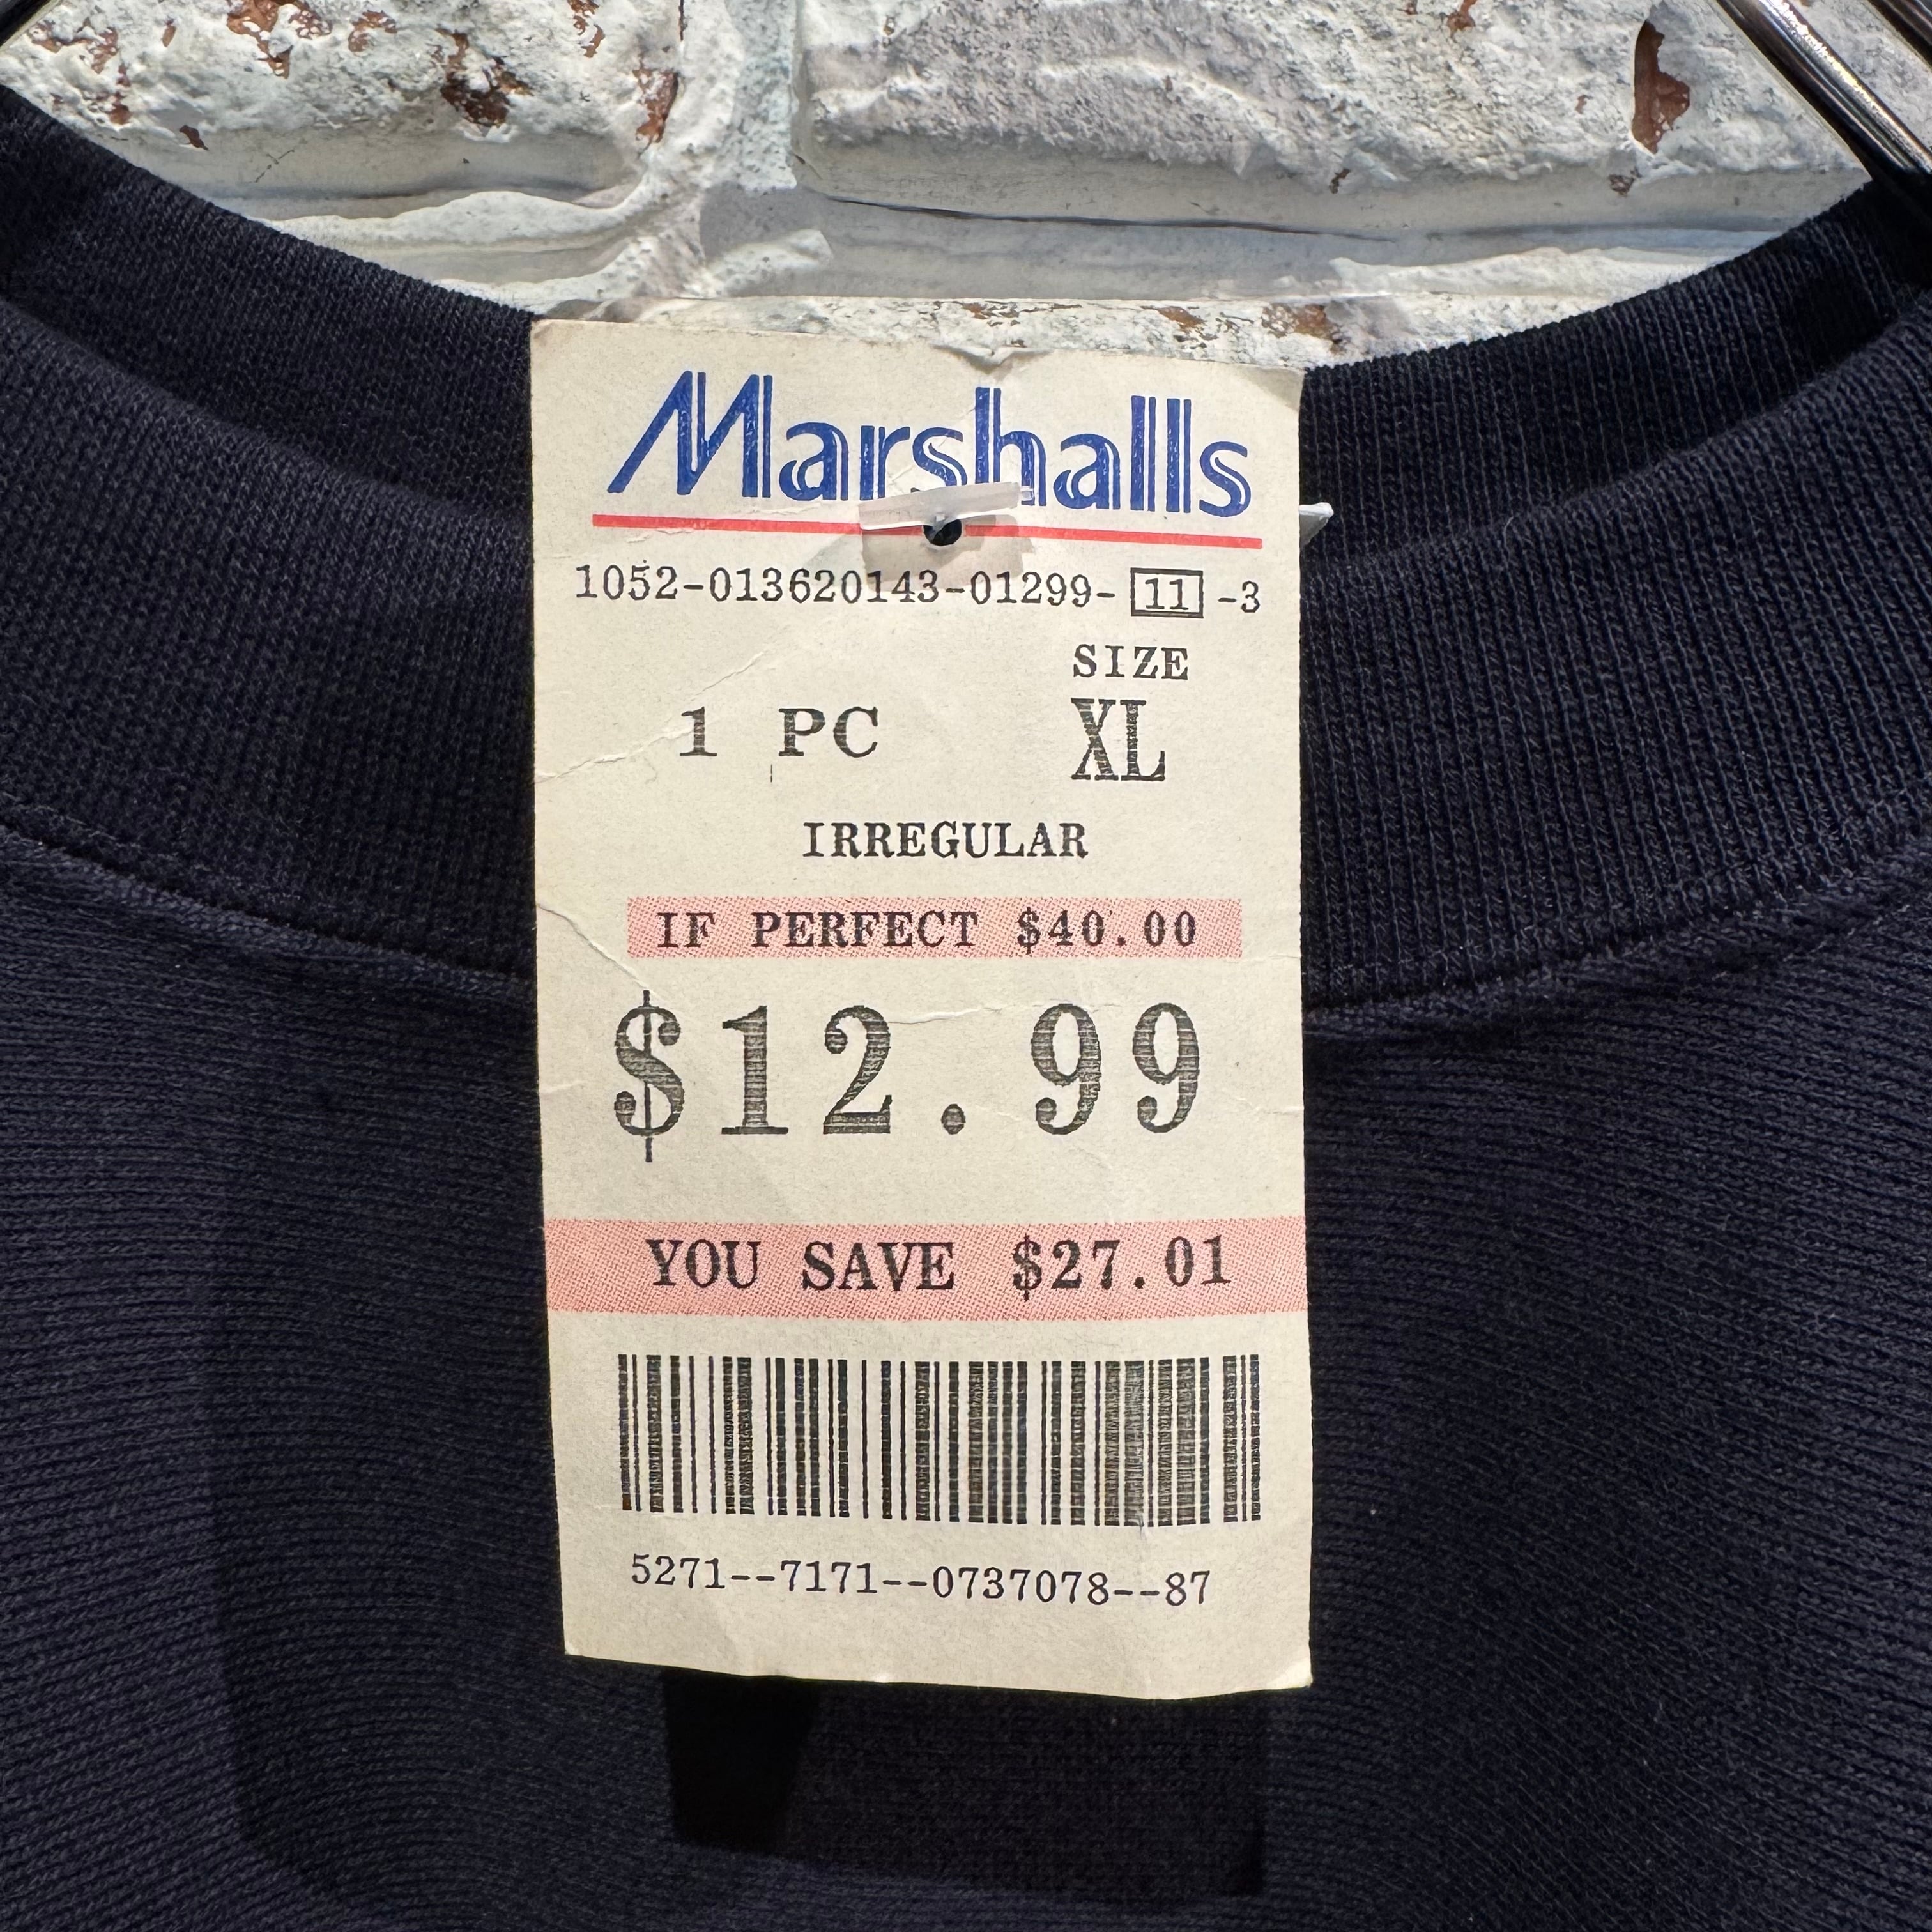 Marshalls
1052-013620143-01299- 11 -3
SIZE
1 PC XL
IRREGULAR
IF PERFECT $40.00
$12.99
YOU SAVE $27.01
5271--7171--0737078--87